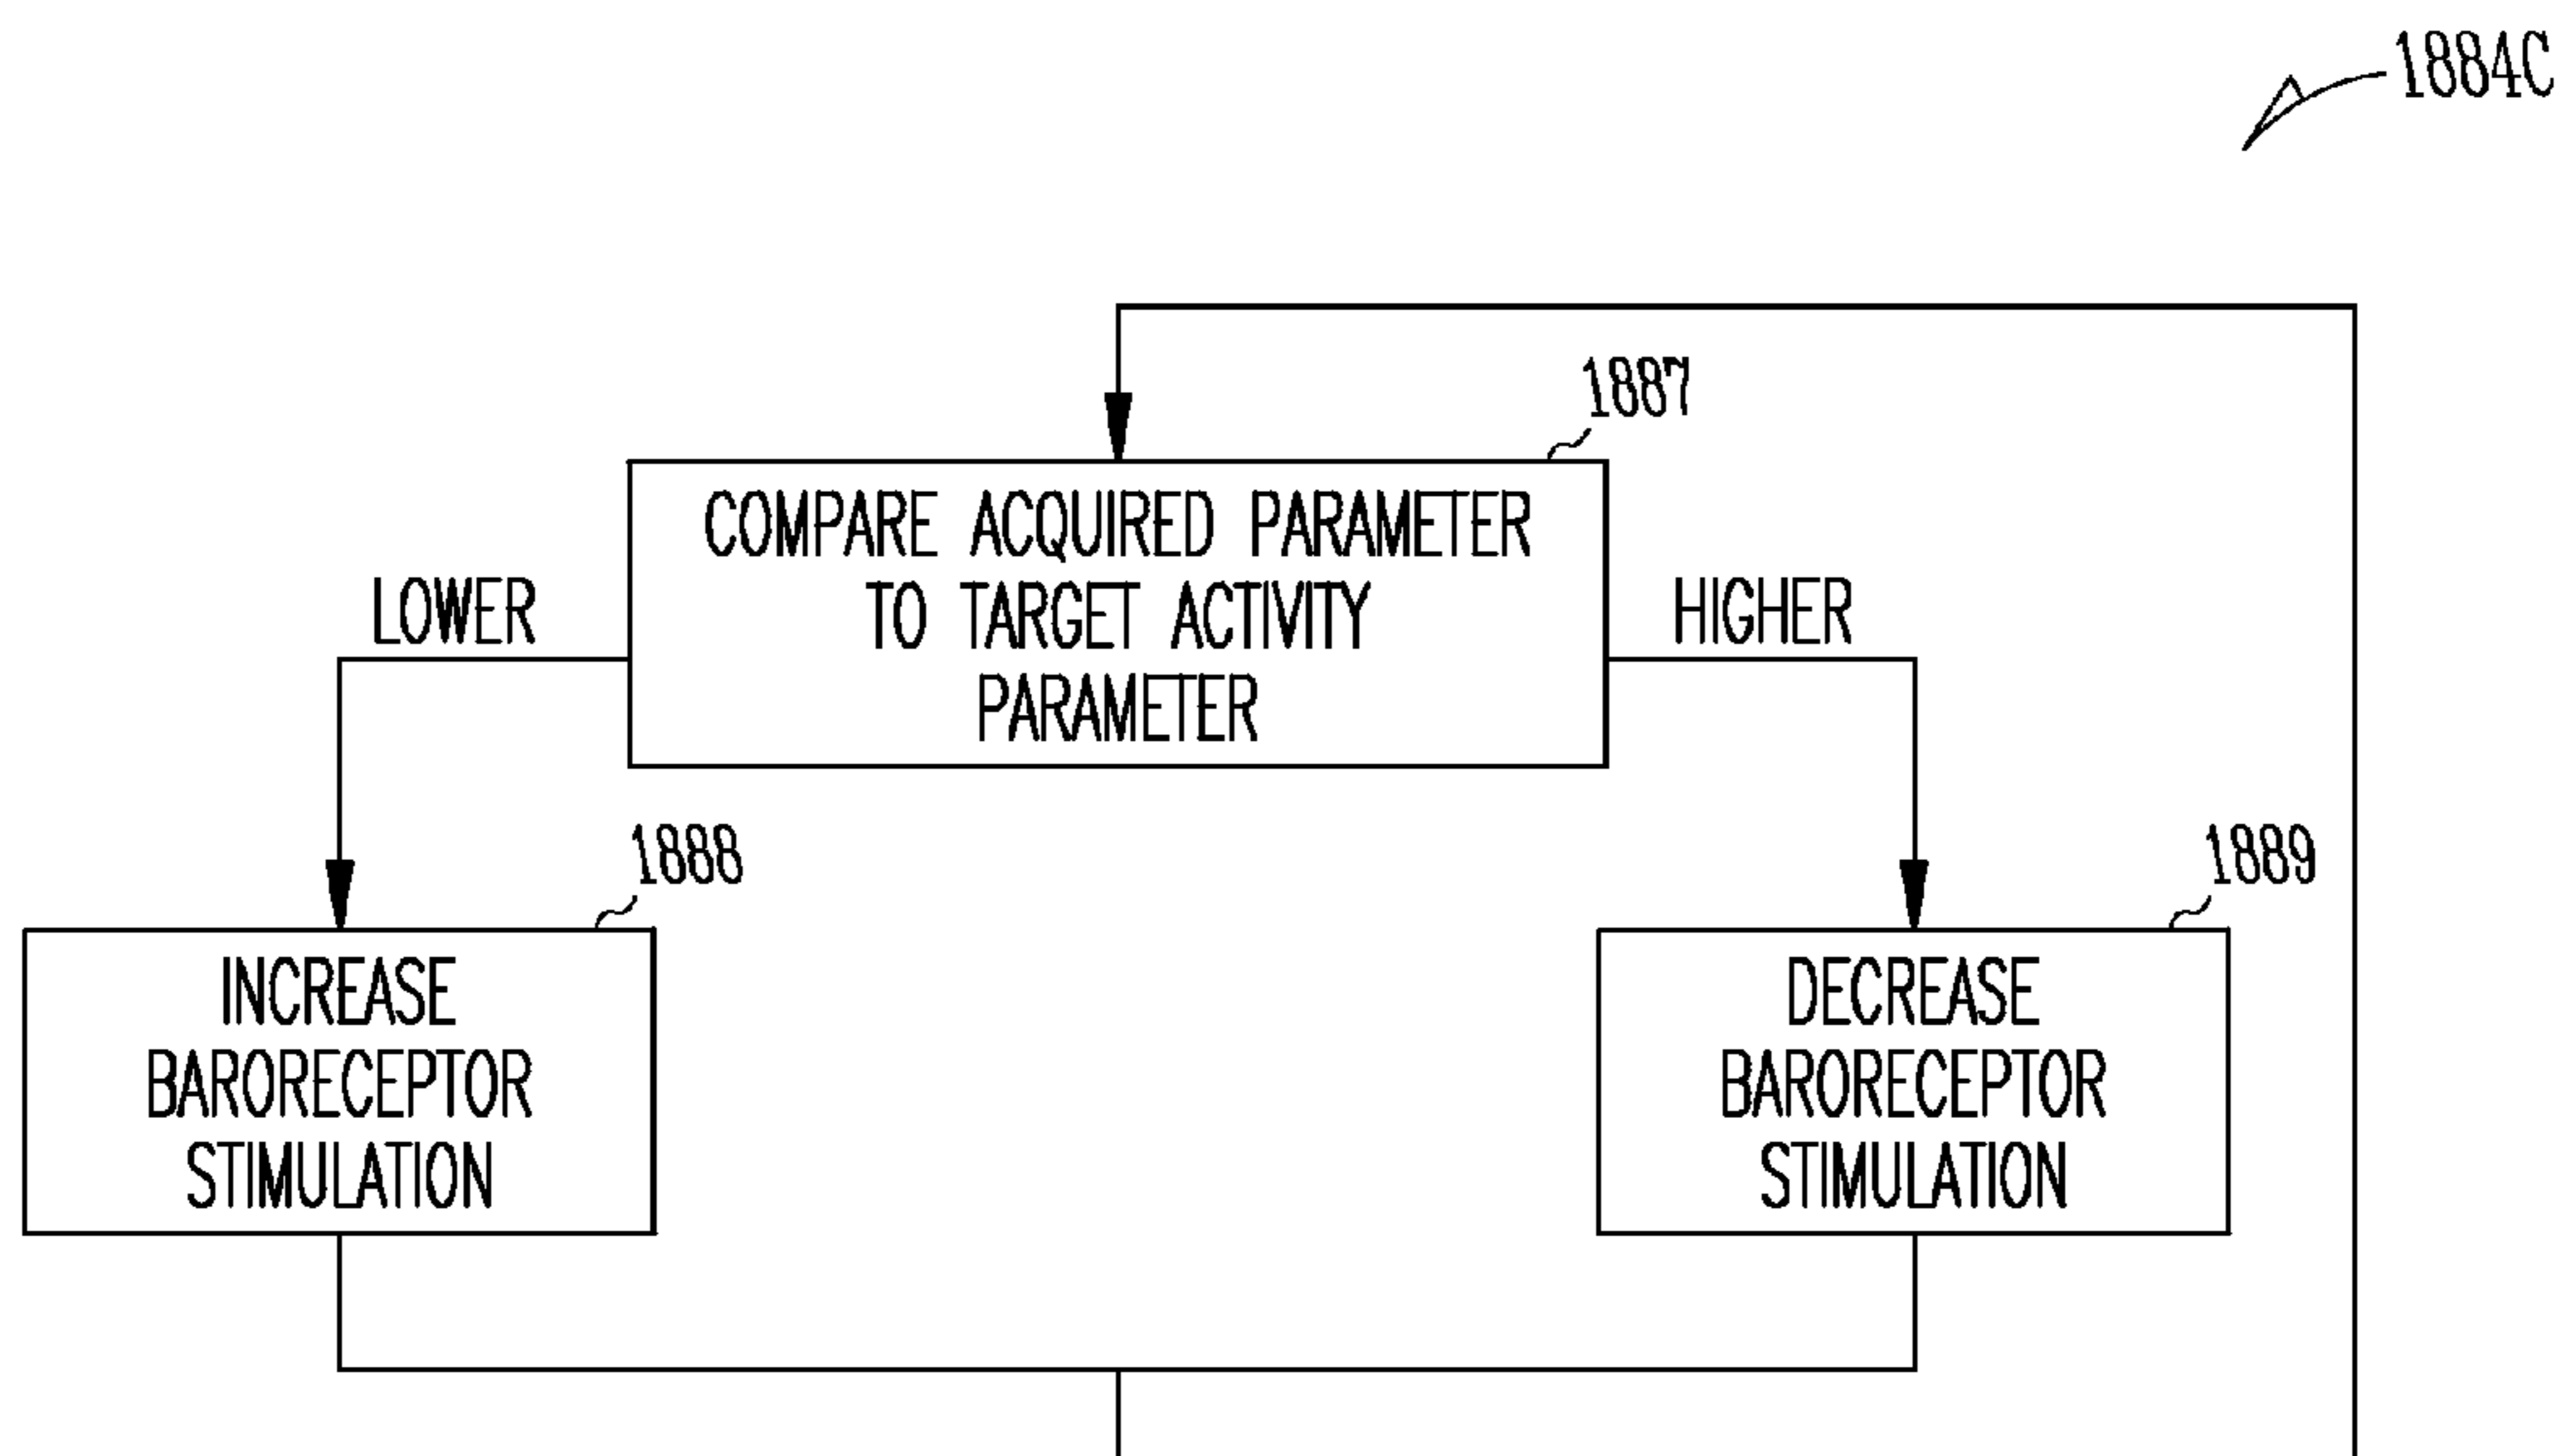 1884C
1887
COMPARE ACQUIRED PARAMETER
TO TARGET ACTIVITY
PARAMETER
LOWER
HIGHER
1888
INCREASE
BARORECEPTOR
STIMULATION
1889
DECREASE
BARORECEPTOR
STIMULATION